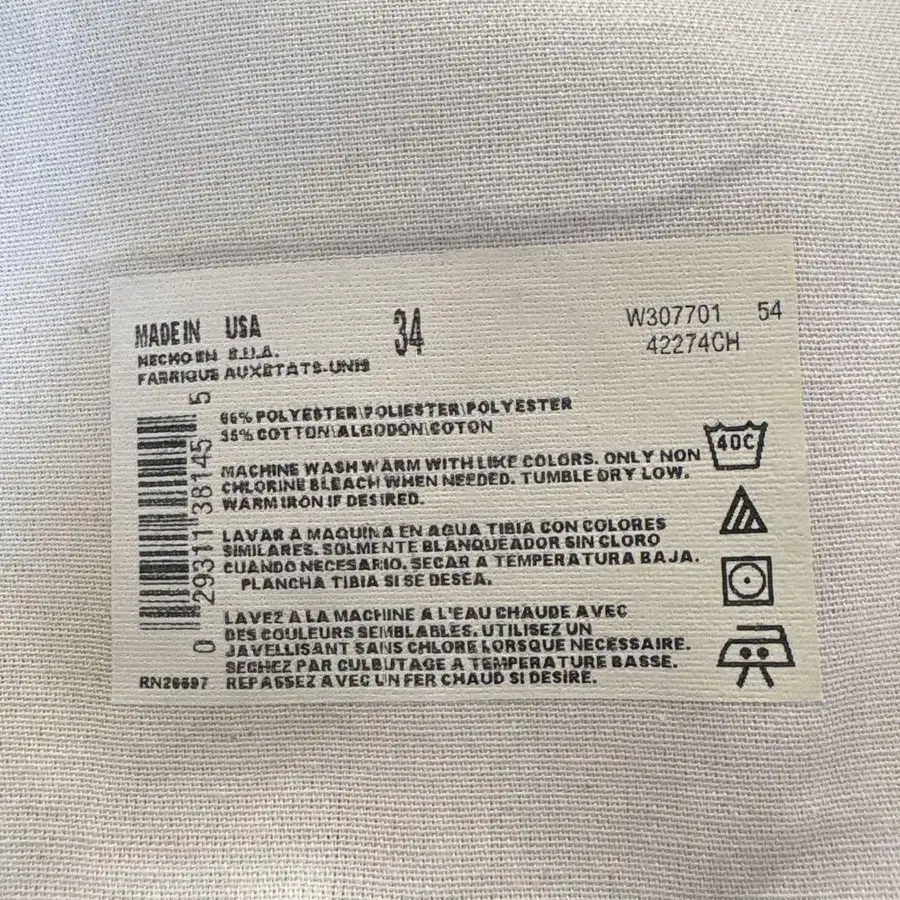 MADE IN USA
34
W307701 54
42274CH
HECHO EN E.U.A.
FABRIQUE AUX ETATS-UNIS
65% POLYESTER\POLIESTER\POLYESTER
35% COTTON\ALGODON\COTON
MACHINE WASH WARM WITH LIKE COLORS. ONLY NON
CHLORINE BLEACH WHEN NEEDED. TUMBLE DRY LOW.
WARM IRON IF DESIRED.
LAVAR A MAQUINA EN AGUA TIBIA CON COLORES
SIMILARES. SOLMENTE BLANQUEADOR SIN CLORO
CUANDO NECESARIO. SECAR A TEMPERATURA BAJA.
PLANCHA TIBIA SI SE DESEA.
LAVEZ A LA MACHINE A L'EAU CHAUDE AVEC
DES COULEURS SEMBLABLES. UTILISEZ UN
JAVELLISANT SANS CHLORE LORSQUE NECESSAIRE.
SECHEZ PAR CULBUTAGE A TEMPERATURE BASSE.
REPASSEZ AVEC UN FER CHAUD SI DESIRE.
40C
0 29311 38145 5
RN26697